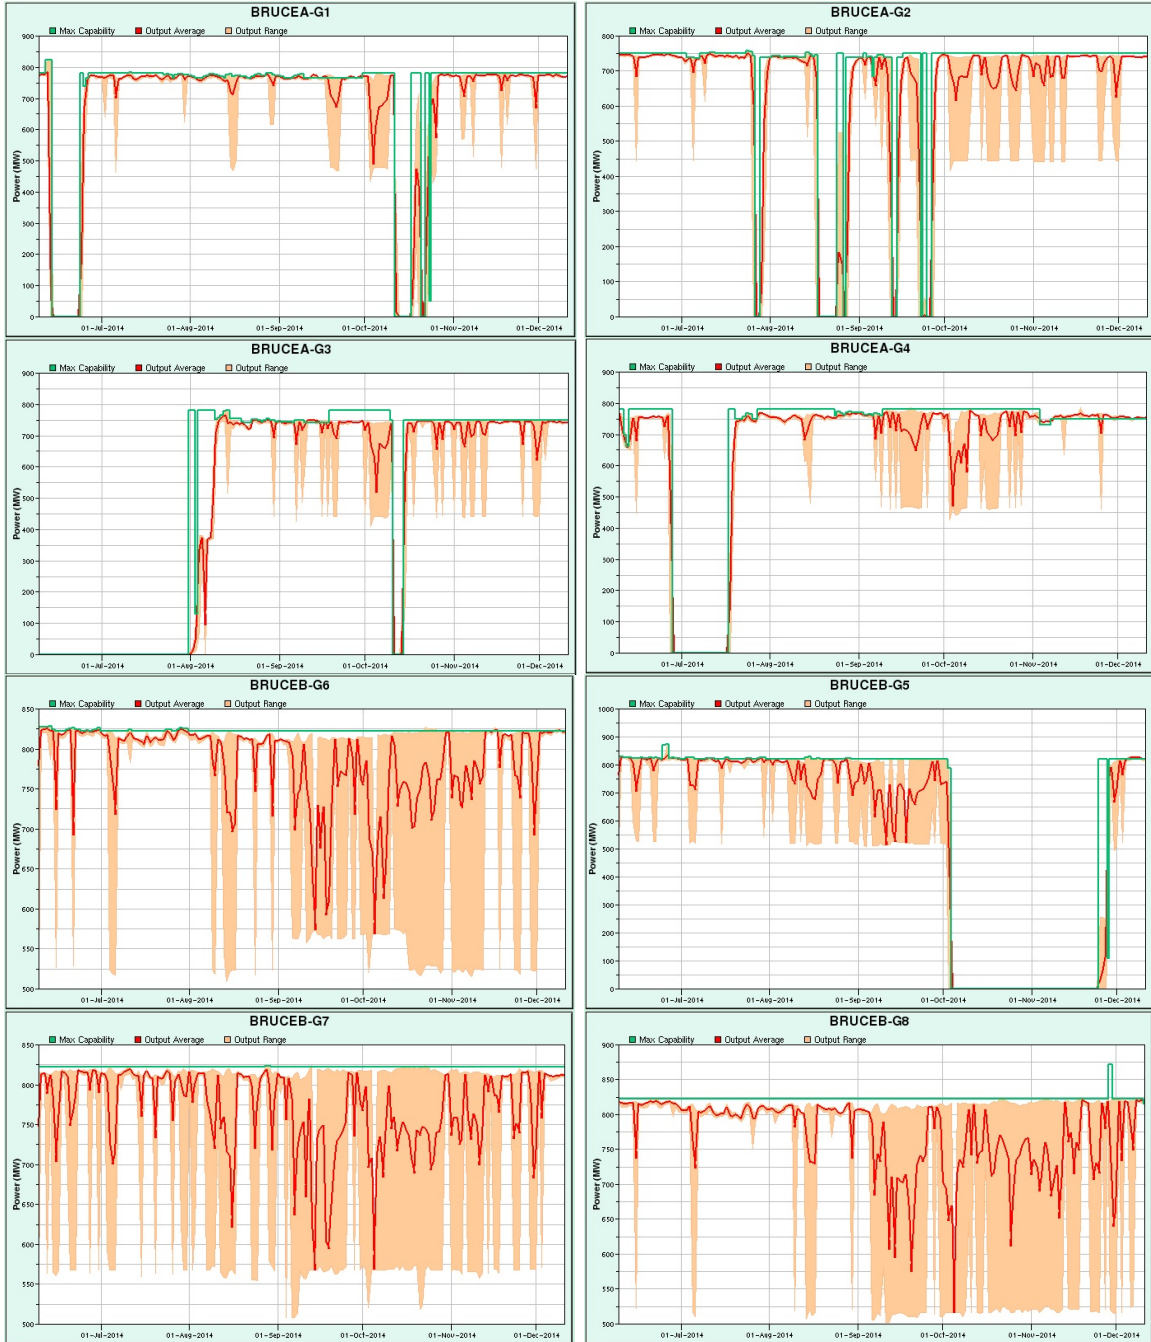 BRUCEA-G1
Max Capability Output Average Output Range
Power (MW)
900
800
700
600
500
400
300
200
100
0
01-Jul-2014 01-Aug-2014 01-Sep-2014 01-Oct-2014 01-Nov-2014 01-Dec-2014
BRUCEA-G2
Max Capability Output Average Output Range
Power (MW)
800
700
600
500
400
300
200
100
0
01-Jul-2014 01-Aug-2014 01-Sep-2014 01-Oct-2014 01-Nov-2014 01-Dec-2014
BRUCEA-G3
Max Capability Output Average Output Range
Power (MW)
900
800
700
600
500
400
300
200
100
0
01-Jul-2014 01-Aug-2014 01-Sep-2014 01-Oct-2014 01-Nov-2014 01-Dec-2014
BRUCEA-G4
Max Capability Output Average Output Range
Power (MW)
900
800
700
600
500
400
300
200
100
0
01-Jul-2014 01-Aug-2014 01-Sep-2014 01-Oct-2014 01-Nov-2014 01-Dec-2014
BRUCEB-G6
Max Capability Output Average Output Range
Power (MW)
850
800
750
700
650
600
550
500
01-Jul-2014 01-Aug-2014 01-Sep-2014 01-Oct-2014 01-Nov-2014 01-Dec-2014
BRUCEB-G5
Max Capability Output Average Output Range
Power (MW)
1000
900
800
700
600
500
400
300
200
100
0
01-Jul-2014 01-Aug-2014 01-Sep-2014 01-Oct-2014 01-Nov-2014 01-Dec-2014
BRUCEB-G7
Max Capability Output Average Output Range
Power (MW)
850
800
750
700
650
600
550
500
01-Jul-2014 01-Aug-2014 01-Sep-2014 01-Oct-2014 01-Nov-2014 01-Dec-2014
BRUCEB-G8
Max Capability Output Average Output Range
Power (MW)
900
850
800
750
700
650
600
550
500
01-Jul-2014 01-Aug-2014 01-Sep-2014 01-Oct-2014 01-Nov-2014 01-Dec-2014